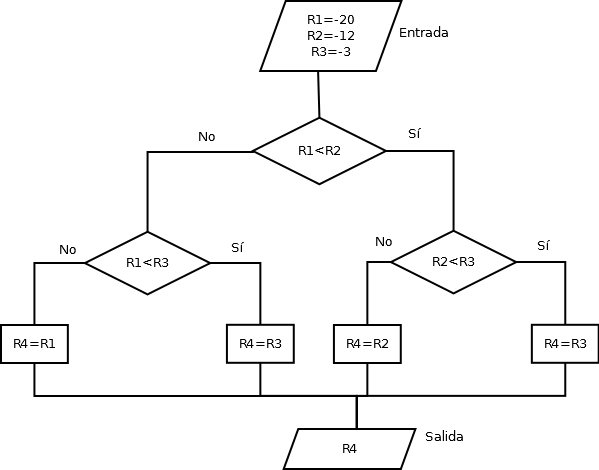 R1=-20
R2=-12
R3=-3
Entrada
No
R1<R2
Sí
No
R1<R3
Sí
No
R2<R3
Sí
R4=R1
R4=R3
R4=R2
R4=R3
R4
Salida